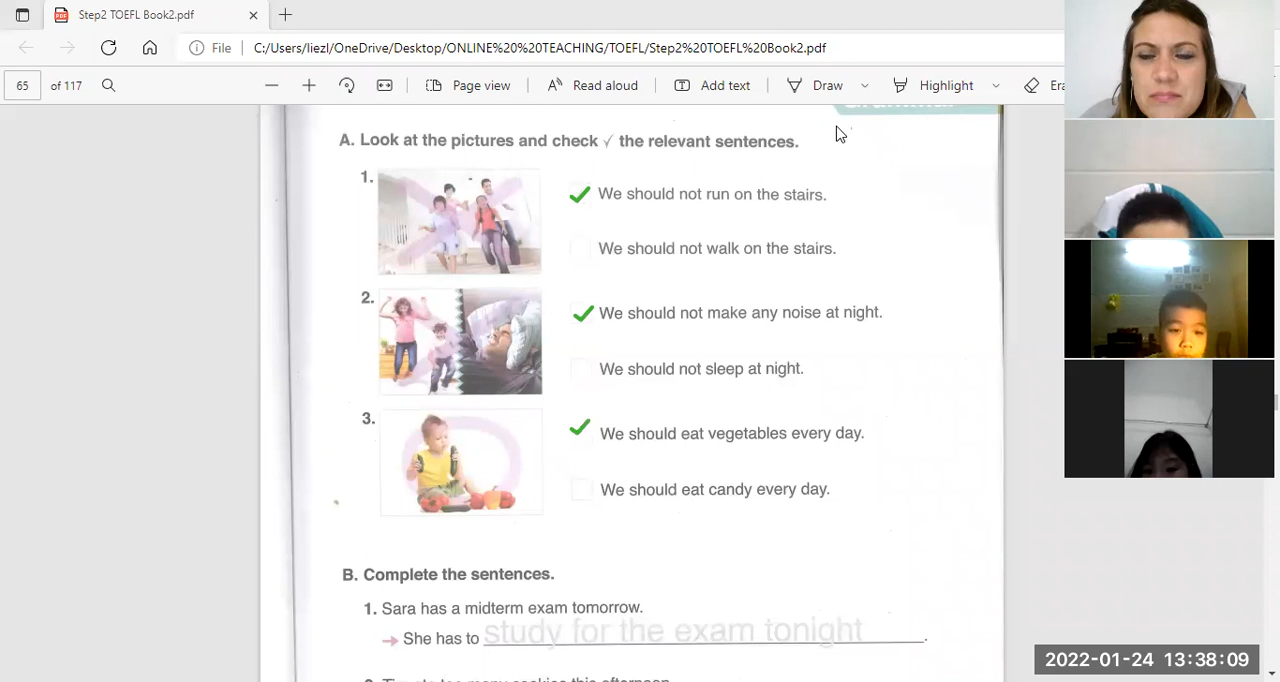 Step2 TOEFL Book2.pdf
File C:/Users/liezl/OneDrive/Desktop/ONLINE%20%20TEACHING/TOEFL/Step2%20TOEFL%20Book2.pdf
65 of 117 Page view Read aloud Add text Draw Highlight Era
A. Look at the pictures and check √ the relevant sentences.
1.
We should not run on the stairs.
We should not walk on the stairs.
2.
We should not make any noise at night.
We should not sleep at night.
3.
We should eat vegetables every day.
We should eat candy every day.
B. Complete the sentences.
1. Sara has a midterm exam tomorrow.
→ She has to study for the exam tonight.
2022-01-24 13:38:09